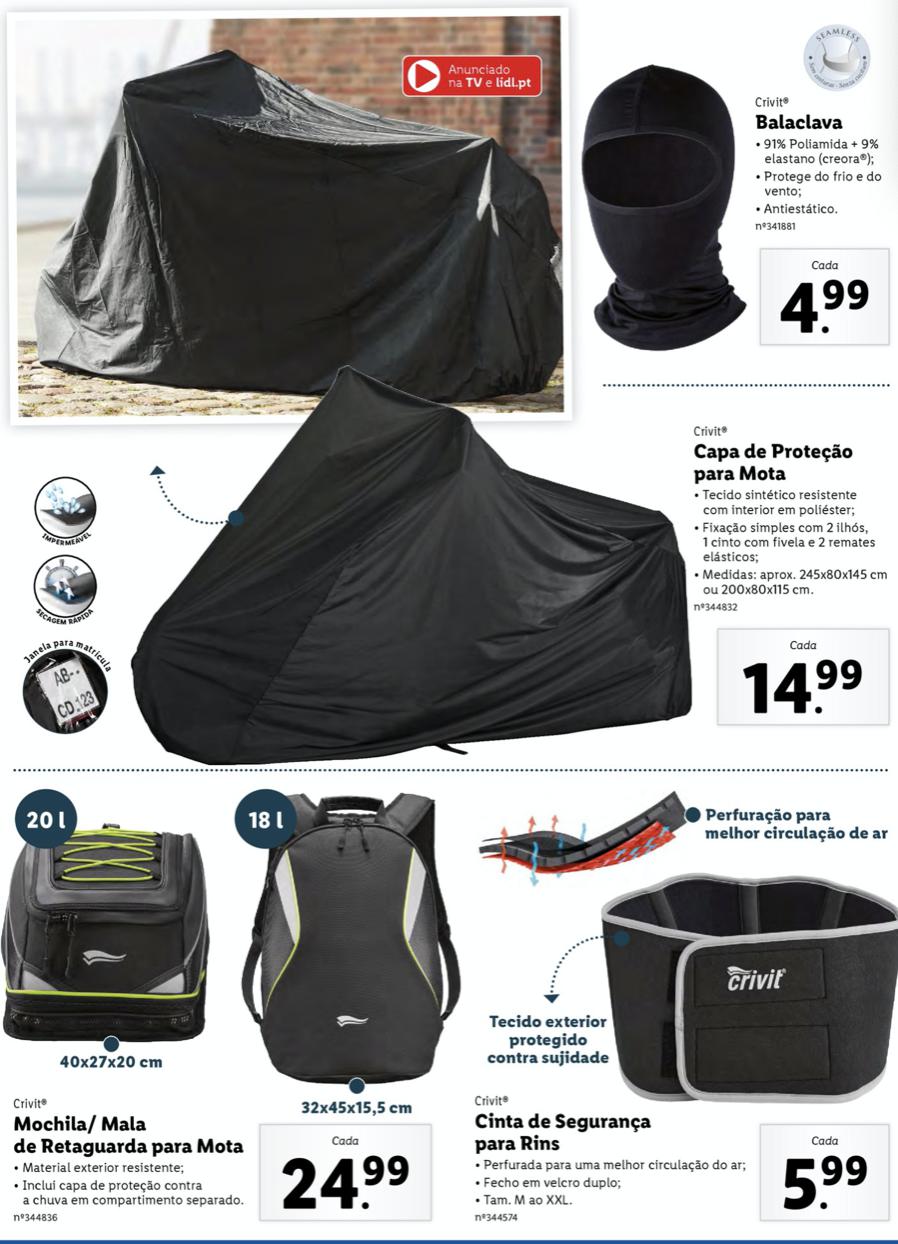 Anunciado
na TV e lidl.pt
SEAMLESS
Crivit®
Balaclava
• 91% Poliamida + 9%
elastano (creora®);
• Protege do frio e do
vento;
• Antiestático.
nº341881
Cada
4.99
Crivit®
Capa de Proteção
para Mota
• Tecido sintético resistente
com interior em poliéster;
• Fixação simples com 2 ilhós,
1 cinto com fivela e 2 remates
elásticos;
• Medidas: aprox. 245x80x145 cm
ou 200x80x115 cm.
nº344832
Cada
14.99
IMPERMEÁVEL
SECAGEM RÁPIDA
Janela para matrícula
AB-
CD 123
20 l
18 l
40x27x20 cm
32x45x15,5 cm
Crivit®
Mochila/ Mala
de Retaguarda para Mota
• Material exterior resistente;
• Inclui capa de proteção contra
a chuva em compartimento separado.
nº344836
Cada
24.99
Perfuração para
melhor circulação de ar
crivit
Tecido exterior
protegido
contra sujidade
Crivit®
Cinta de Segurança
para Rins
• Perfurada para uma melhor circulação do ar;
• Fecho em velcro duplo;
• Tam. M ao XXL.
nº344574
Cada
5.99